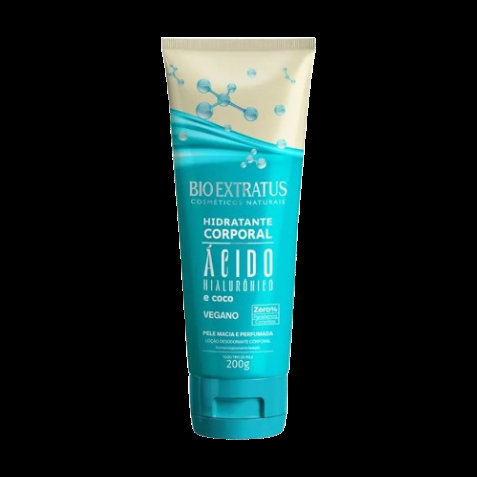 BIO EXTRATUS
COSMÉTICOS NATURAIS
HIDRATANTE
CORPORAL
ÁCIDO
HIALURÔNICO
e coco
VEGANO
Zero%
PELE MACIA E PERFUMADA
LOÇÃO DESODORANTE CORPORAL
200g